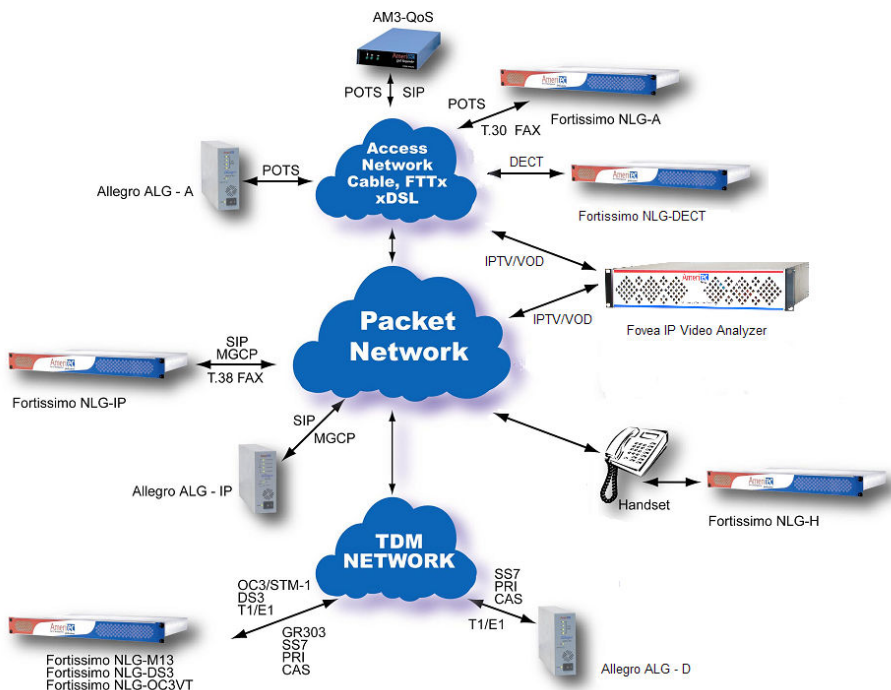 AM3-QoS
POTS SIP
POTS
T.30 FAX
Fortissimo NLG-A
Access
Network
Cable, FTTx
xDSL
POTS
Allegro ALG - A
DECT
Fortissimo NLG-DECT
IPTV/VOD
IPTV/VOD
Fovea IP Video Analyzer
Packet
Network
SIP
MGCP
T.38 FAX
Fortissimo NLG-IP
SIP
MGCP
Allegro ALG - IP
Handset
Fortissimo NLG-H
TDM
NETWORK
OC3/STM-1
DS3
T1/E1
GR303
SS7
PRI
CAS
Fortissimo NLG-M13
Fortissimo NLG-DS3
Fortissimo NLG-OC3VT
SS7
PRI
CAS
T1/E1
Allegro ALG - D